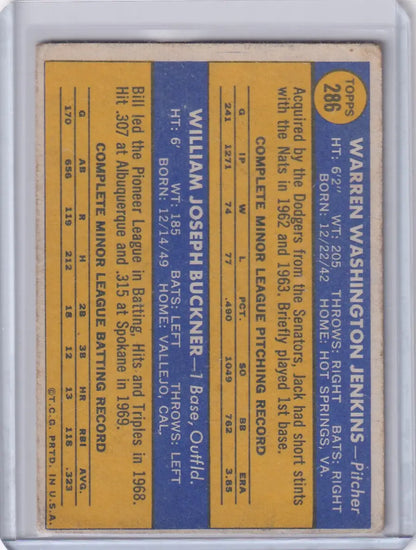 TOPPS
286
WARREN WASHINGTON JENKINS—Pitcher
HT: 6'2" WT: 205 THROWS: RIGHT BATS: RIGHT
BORN: 12/22/42 HOME: HOT SPRINGS, VA.
Acquired by the Dodgers from the Senators, Jack had short stints
with the Nats in 1962 and 1963. Briefly played 1st base.
COMPLETE MINOR LEAGUE PITCHING RECORD
G IP W L PCT. SO BB ERA
241 1271 74 77 .490 1049 762 3.85
WILLIAM JOSEPH BUCKNER—1 Base, Outfld.
HT: 6' WT: 185 BATS: LEFT THROWS: LEFT
BORN: 12/14/49 HOME: VALLEJO, CAL.
Bill led the Pioneer League in Batting, Hits and Triples in 1968.
Hit .307 at Albuquerque and .315 at Spokane in 1969.
COMPLETE MINOR LEAGUE BATTING RECORD
G AB R H 2B 3B HR RBI AVG.
170 656 119 212 18 12 13 118 .323
© T.C.G. PRTD. IN U.S.A.